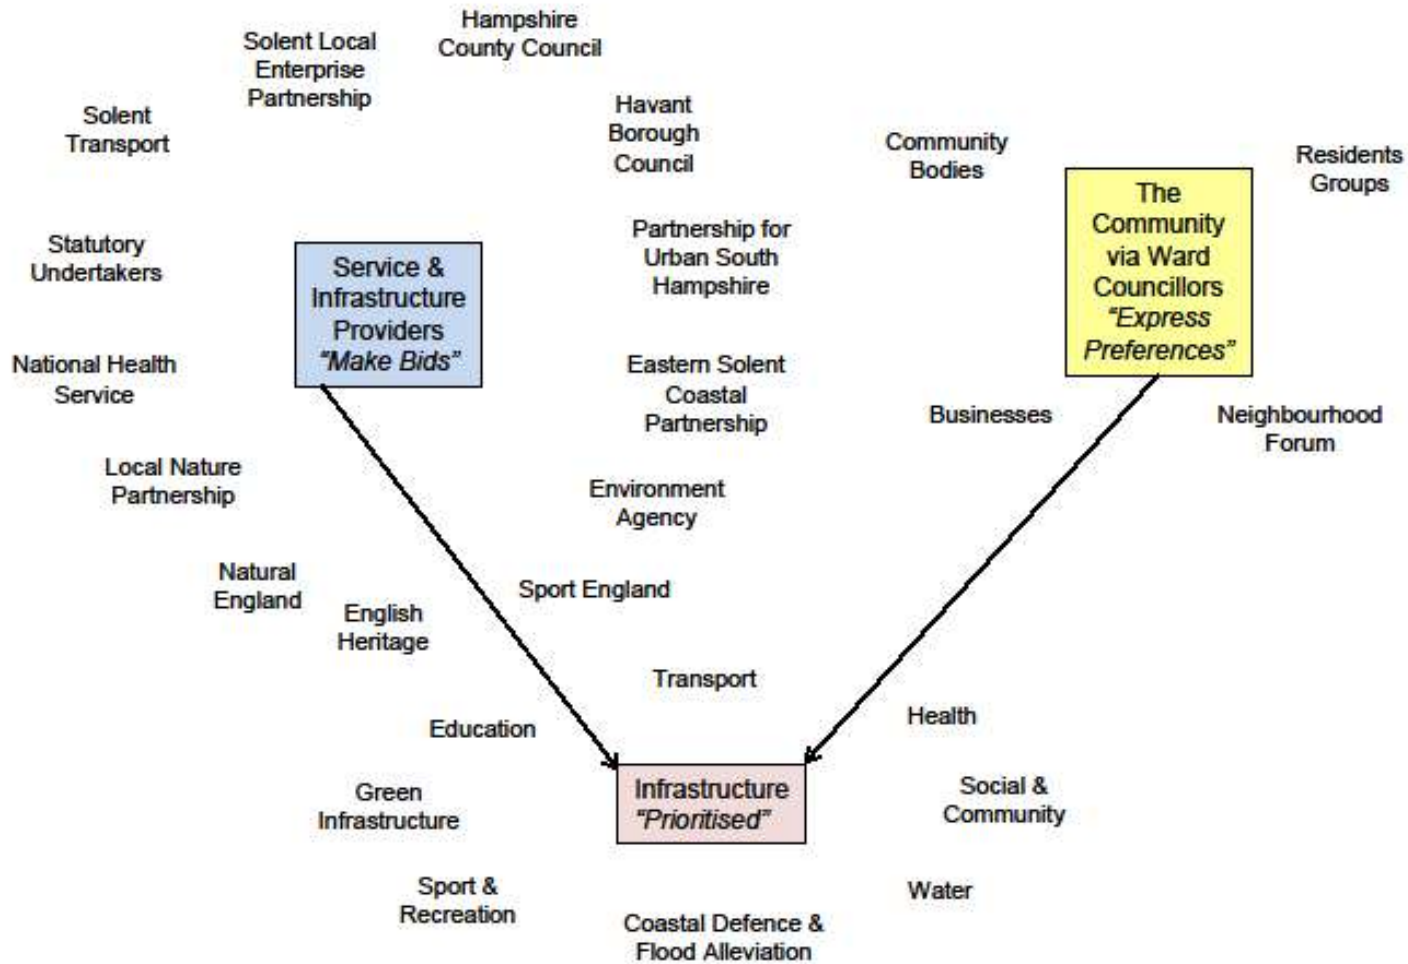 Hampshire
County Council
Solent Local
Enterprise
Partnership
Solent
Transport
Havant
Borough
Council
Community
Bodies
Residents
Groups
The
Community
via Ward
Councillors
“Express
Preferences”
Statutory
Undertakers
Service &
Infrastructure
Providers
“Make Bids”
Partnership for
Urban South
Hampshire
National Health
Service
Eastern Solent
Coastal
Partnership
Businesses
Neighbourhood
Forum
Local Nature
Partnership
Environment
Agency
Natural
England
English
Heritage
Sport England
Transport
Education
Health
Green
Infrastructure
Infrastructure
“Prioritised”
Social &
Community
Sport &
Recreation
Water
Coastal Defence &
Flood Alleviation